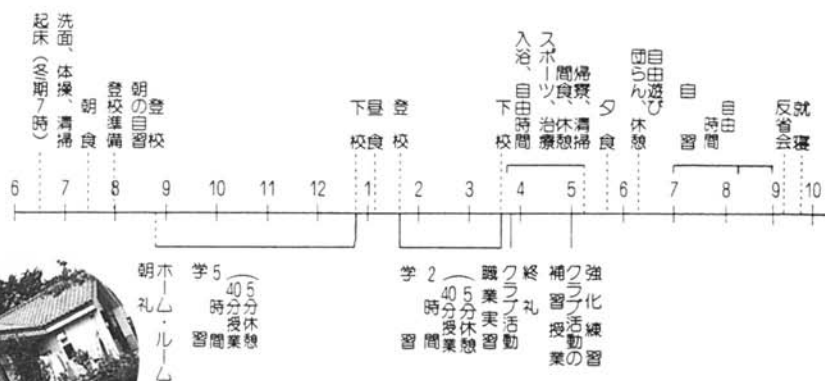 起床（冬期7時）
洗面、体操、清掃
朝食
登校準備
朝の自習
登校
下校
昼食
登校
下校
入浴、自由時間
スポーツ、治療
間食、休憩
帰寮、清掃
夕食
団らん、休憩
自由遊び
自習
自由時間
反省会
就寝
6 7 8 9 10 11 12 1 2 3 4 5 6 7 8 9 10
朝礼
ホーム・ルーム
学習
5時間
（40分授業
5分休憩
学習
2時間
（40分授業
5分休憩
職業実習
クラブ活動
終礼
補習授業
クラブ活動の
強化練習